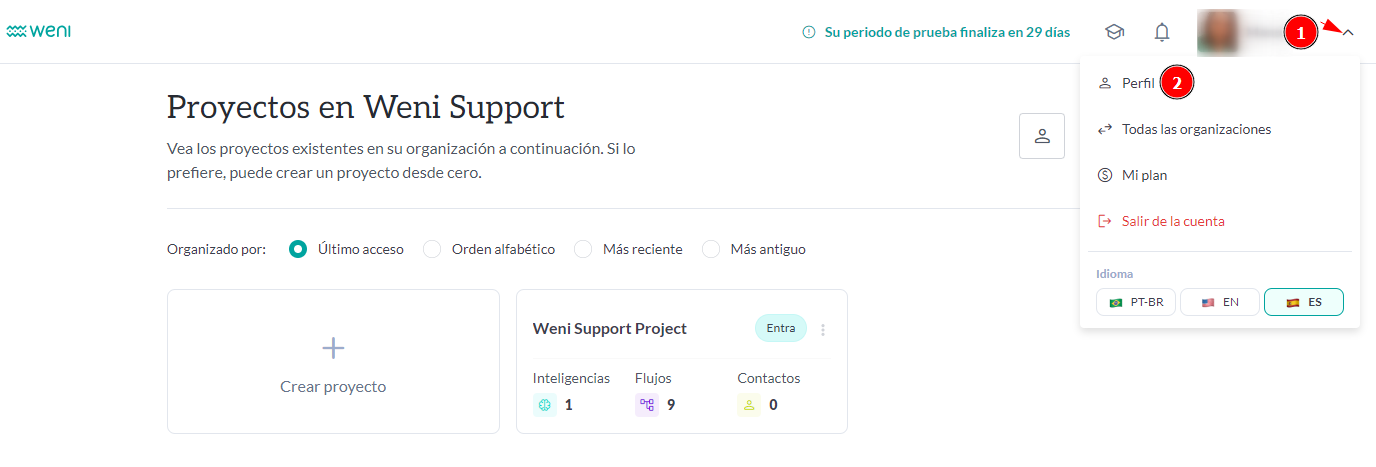 weni
Su periodo de prueba finaliza en 29 días
1
Perfil
2
Todas las organizaciones
Mi plan
Salir de la cuenta
Idioma
PT-BR
EN
ES
Proyectos en Weni Support
Vea los proyectos existentes en su organización a continuación. Si lo
prefiere, puede crear un proyecto desde cero.
Organizado por:
Último acceso
Orden alfabético
Más reciente
Más antiguo
Crear proyecto
Weni Support Project
Entra
Inteligencias
Flujos
Contactos
1
9
0